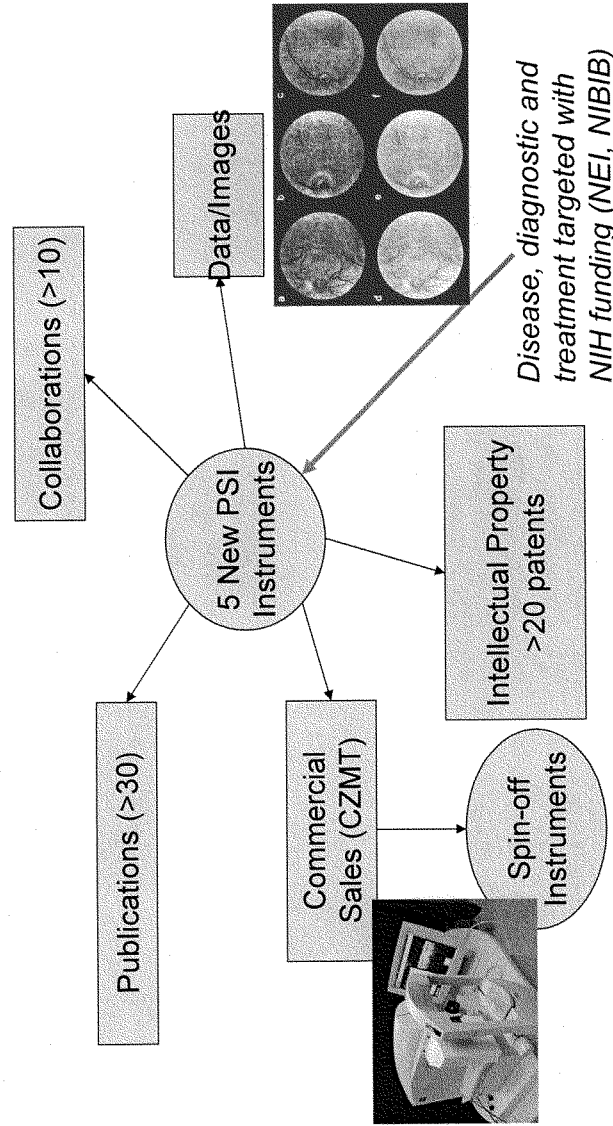 Publications (>30)
Collaborations (>10)
5 New PSI
Instruments
Data/Images
a
b
c
d
e
f
Commercial
Sales (CZMT)
Spin-off
Instruments
Intellectual Property
>20 patents
Disease, diagnostic and
treatment targeted with
NIH funding (NEI, NIBIB)